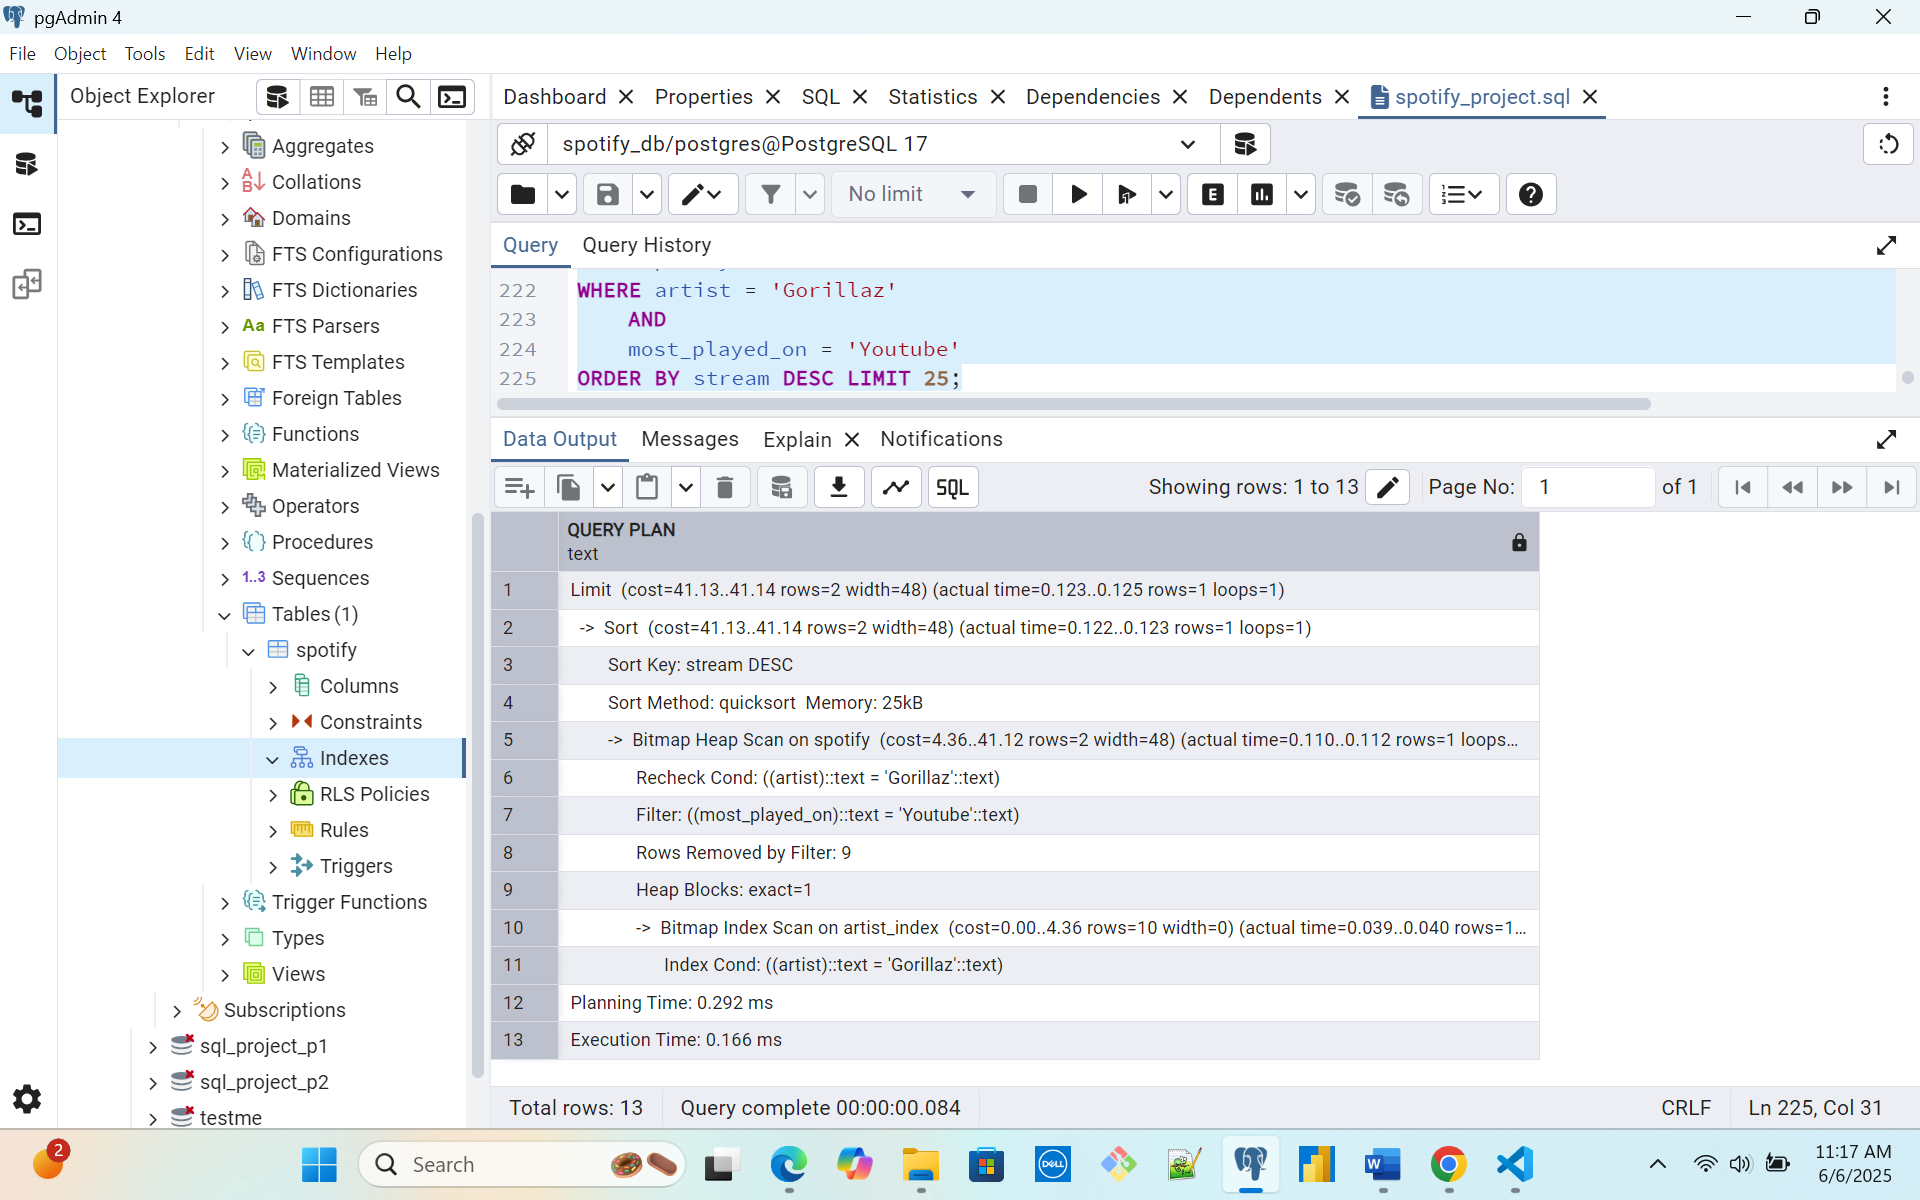 pgAdmin 4
File Object Tools Edit View Window Help
Object Explorer
Dashboard Properties SQL Statistics Dependencies Dependents spotify_project.sql
Aggregates
Collations
Domains
FTS Configurations
FTS Dictionaries
Aa FTS Parsers
FTS Templates
Foreign Tables
Functions
Materialized Views
Operators
Procedures
1..3 Sequences
Tables (1)
spotify
Columns
Constraints
Indexes
RLS Policies
Rules
Triggers
Trigger Functions
Types
Views
Subscriptions
sql_project_p1
sql_project_p2
testme
spotify_db/postgres@PostgreSQL 17
No limit
E
Query Query History
222 WHERE artist = 'Gorillaz'
223 AND
224 most_played_on = 'Youtube'
225 ORDER BY stream DESC LIMIT 25;
Data Output Messages Explain Notifications
SQL Showing rows: 1 to 13 Page No: 1 of 1
QUERY PLAN
text
1 Limit (cost=41.13..41.14 rows=2 width=48) (actual time=0.123..0.125 rows=1 loops=1)
2 -> Sort (cost=41.13..41.14 rows=2 width=48) (actual time=0.122..0.123 rows=1 loops=1)
3 Sort Key: stream DESC
4 Sort Method: quicksort Memory: 25kB
5 -> Bitmap Heap Scan on spotify (cost=4.36..41.12 rows=2 width=48) (actual time=0.110..0.112 rows=1 loops...
6 Recheck Cond: ((artist)::text = 'Gorillaz'::text)
7 Filter: ((most_played_on)::text = 'Youtube'::text)
8 Rows Removed by Filter: 9
9 Heap Blocks: exact=1
10 -> Bitmap Index Scan on artist_index (cost=0.00..4.36 rows=10 width=0) (actual time=0.039..0.040 rows=1...
11 Index Cond: ((artist)::text = 'Gorillaz'::text)
12 Planning Time: 0.292 ms
13 Execution Time: 0.166 ms
Total rows: 13 Query complete 00:00:00.084 CRLF Ln 225, Col 31
2
Search
DELL
W
11:17 AM
6/6/2025